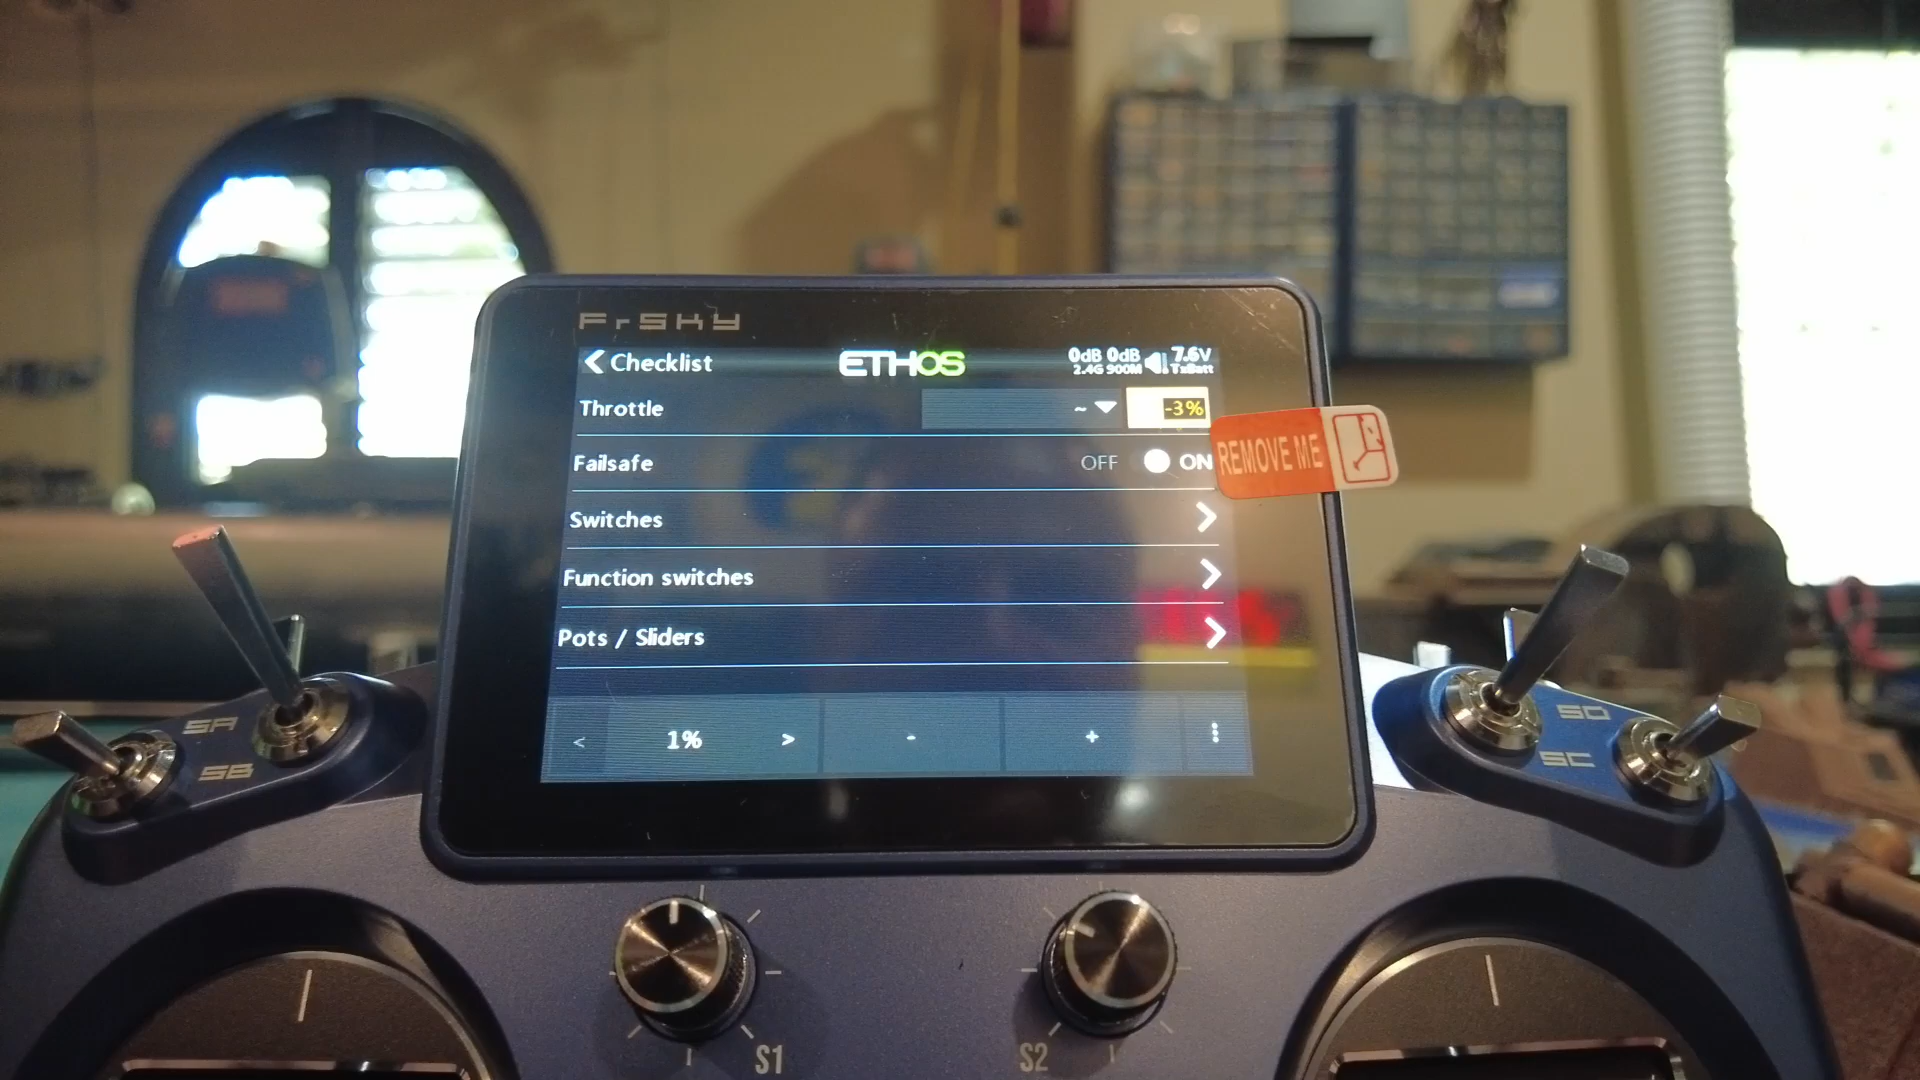 FrSKY
Checklist
ETHOS
0dB 0dB
2.4G 900M
7.6V
TxBatt
Throttle ~ -3%
Failsafe OFF ON
REMOVE ME
Switches
Function switches
Pots / Sliders
< 1% > - +
SA
SB
SD
SC
S1
S2